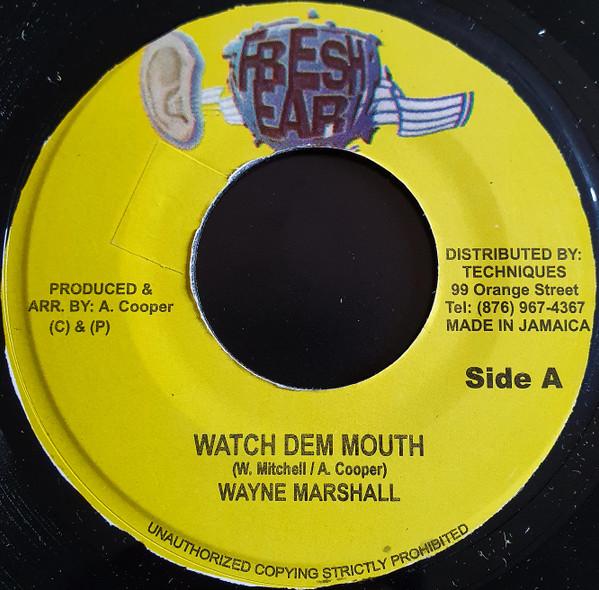 FRESH
EAR
PRODUCED &
ARR. BY: A. Cooper
(C) & (P)
DISTRIBUTED BY:
TECHNIQUES
99 Orange Street
Tel: (876) 967-4367
MADE IN JAMAICA
Side A
WATCH DEM MOUTH
(W. Mitchell / A. Cooper)
WAYNE MARSHALL
UNAUTHORIZED COPYING STRICTLY PROHIBITED